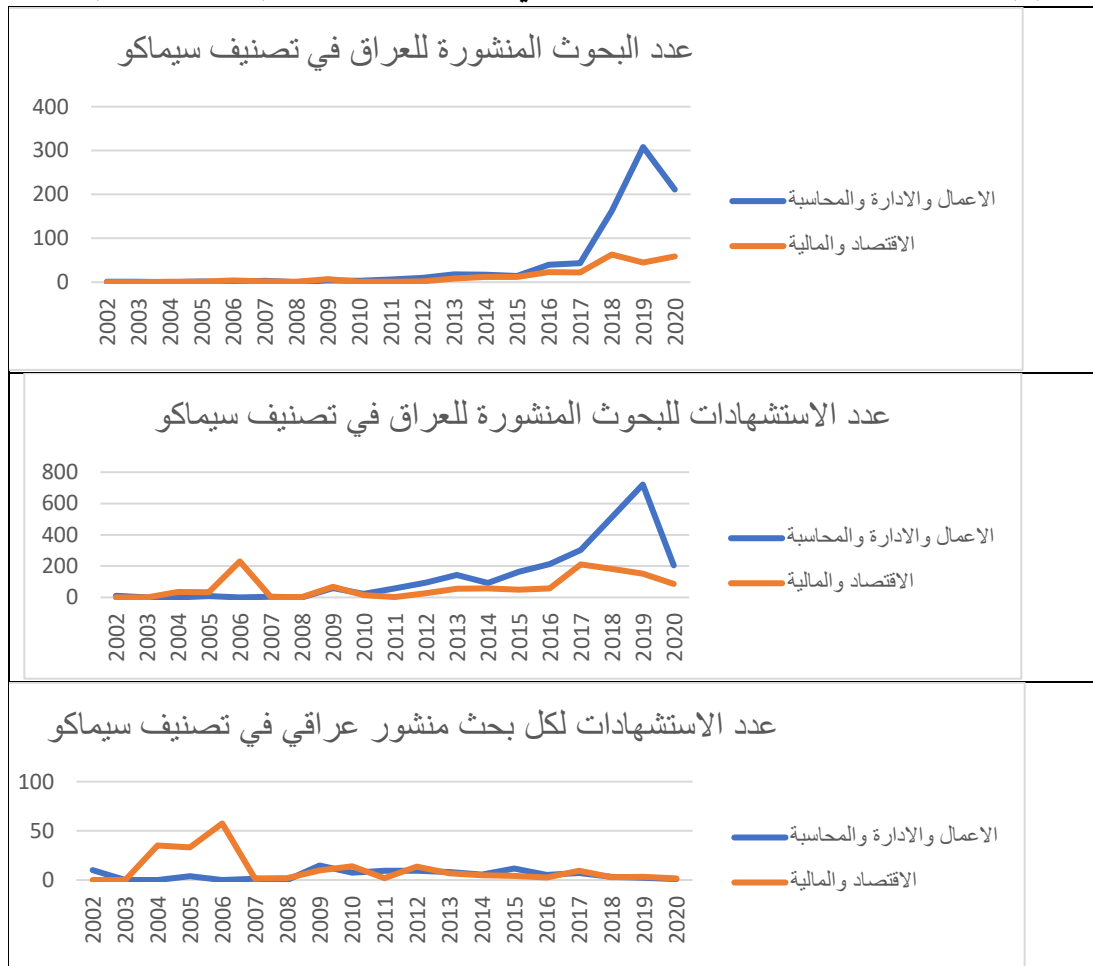 عدد البحوث المنشورة للعراق في تصنيف سيماكو
400
300
200
100
0
الاعمال والادارة والمحاسبة
الاقتصاد والمالية
2002 2003 2004 2005 2006 2007 2008 2009 2010 2011 2012 2013 2014 2015 2016 2017 2018 2019 2020
عدد الاستشهادات للبحوث المنشورة للعراق في تصنيف سيماكو
800
600
400
200
0
الاعمال والادارة والمحاسبة
الاقتصاد والمالية
2002 2003 2004 2005 2006 2007 2008 2009 2010 2011 2012 2013 2014 2015 2016 2017 2018 2019 2020
عدد الاستشهادات لكل بحث منشور عراقي في تصنيف سيماكو
100
50
0
الاعمال والادارة والمحاسبة
الاقتصاد والمالية
2002 2003 2004 2005 2006 2007 2008 2009 2010 2011 2012 2013 2014 2015 2016 2017 2018 2019 2020